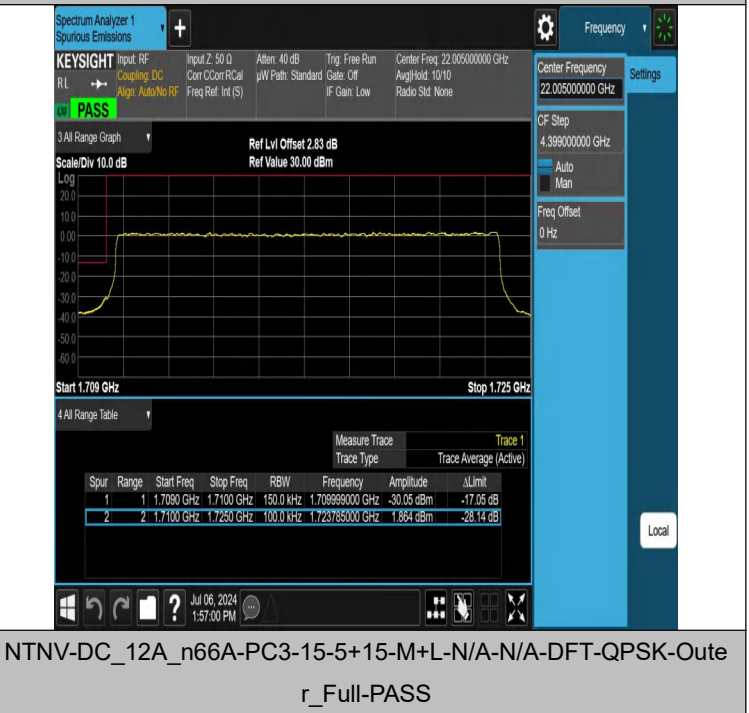 Spectrum Analyzer 1
Spurious Emissions
+
Frequency
KEYSIGHT
RL
PASS
Input: RF
Coupling: DC
Align: Auto/No RF
Input Z: 50 Ω
Corr CCorr RCal
Freq Ref: Int (S)
Atten: 40 dB
µW Path: Standard
Trig: Free Run
Gate: Off
IF Gain: Low
Center Freq: 22.005000000 GHz
Avg|Hold: 10/10
Radio Std: None
Center Frequency
22.005000000 GHz
Settings
CF Step
4.399000000 GHz
Auto
Man
Freq Offset
0 Hz
3 All Range Graph
Scale/Div 10.0 dB
Ref Lvl Offset 2.83 dB
Ref Value 30.00 dBm
Log
20.0
10.0
0.00
-10.0
-20.0
-30.0
-40.0
-50.0
-60.0
Start 1.709 GHz
Stop 1.725 GHz
4 All Range Table
Measure Trace Trace 1
Trace Type Trace Average (Active)
Spur Range Start Freq Stop Freq RBW Frequency Amplitude ΔLimit
1 1 1.7090 GHz 1.7100 GHz 150.0 kHz 1.709999000 GHz -30.05 dBm -17.05 dB
2 2 1.7100 GHz 1.7250 GHz 100.0 kHz 1.723785000 GHz 1.864 dBm -28.14 dB
Local
?
Jul 06, 2024
1:57:00 PM
NTNV-DC_12A_n66A-PC3-15-5+15-M+L-N/A-N/A-DFT-QPSK-Oute
r_Full-PASS